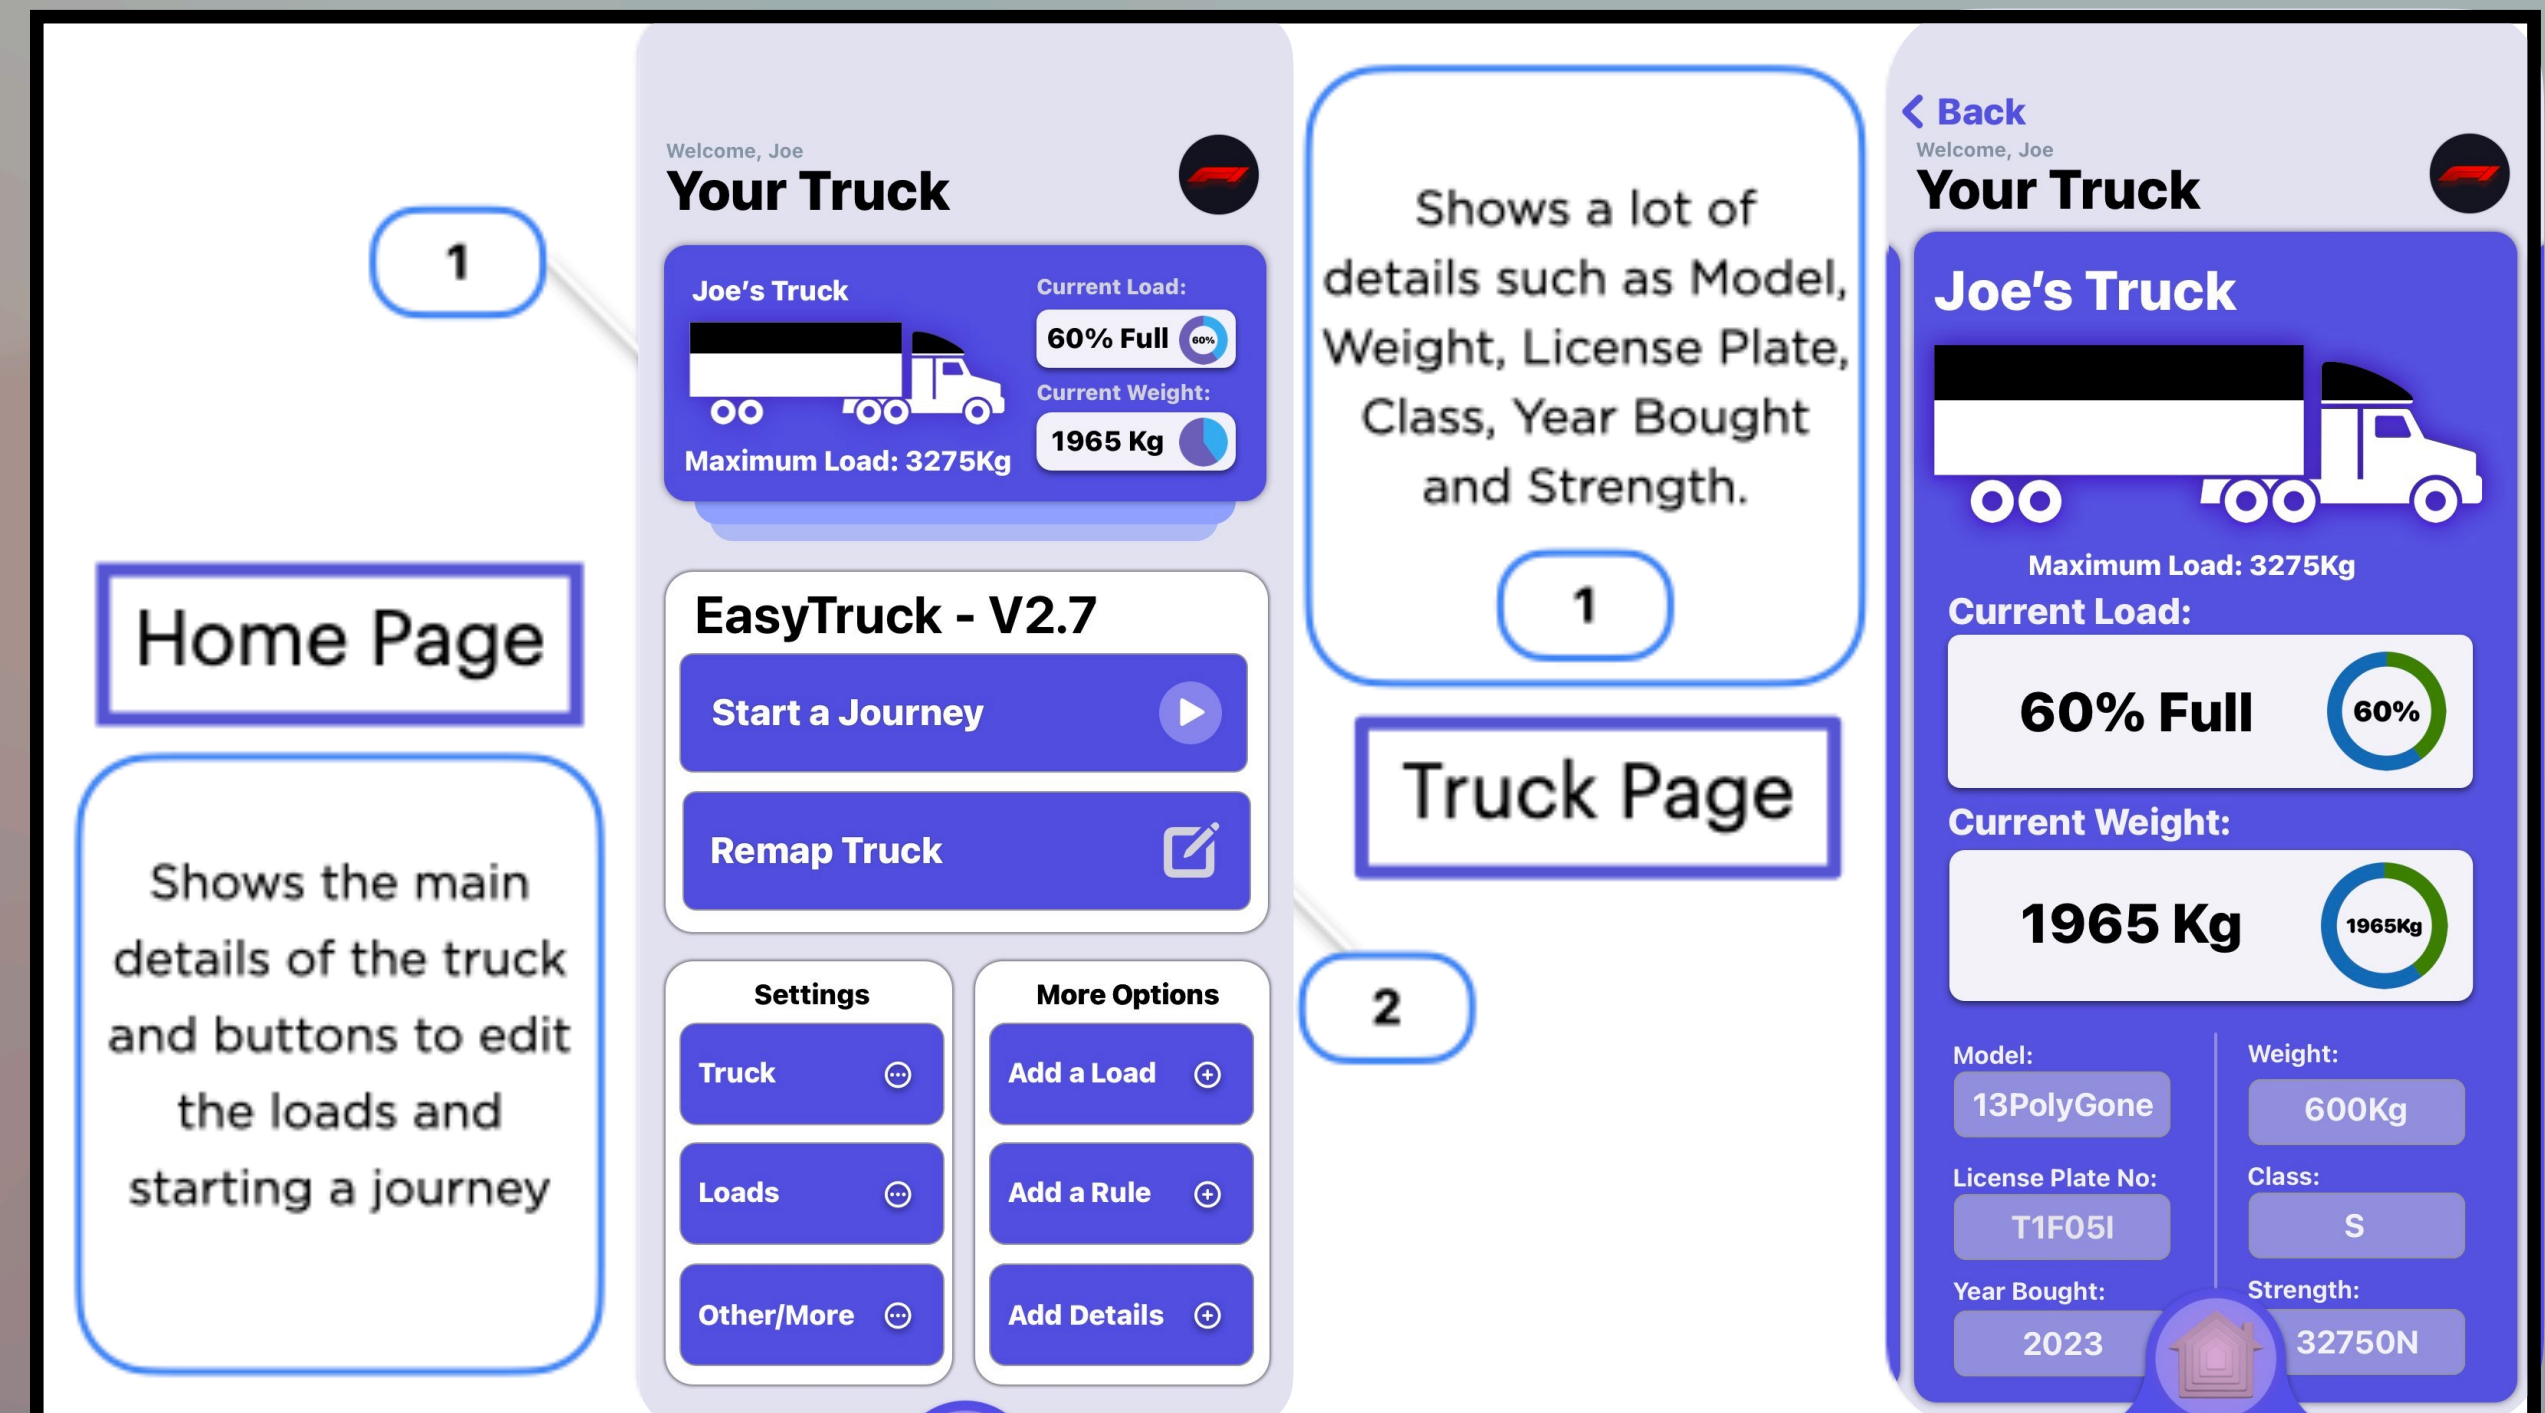 1
Home Page
Shows the main
details of the truck
and buttons to edit
the loads and
starting a journey
Welcome, Joe
Your Truck
Joe's Truck
Maximum Load: 3275Kg
Current Load:
60% Full
60%
Current Weight:
1965 Kg
EasyTruck - V2.7
Start a Journey
Remap Truck
Settings
Truck
Loads
Other/More
More Options
Add a Load
Add a Rule
Add Details
2
Shows a lot of
details such as Model,
Weight, License Plate,
Class, Year Bought
and Strength.
1
Truck Page
Back
Welcome, Joe
Your Truck
Joe's Truck
Maximum Load: 3275Kg
Current Load:
60% Full
60%
Current Weight:
1965 Kg
1965Kg
Model:
13PolyGone
License Plate No:
T1F05I
Year Bought:
2023
Weight:
600Kg
Class:
S
Strength:
32750N